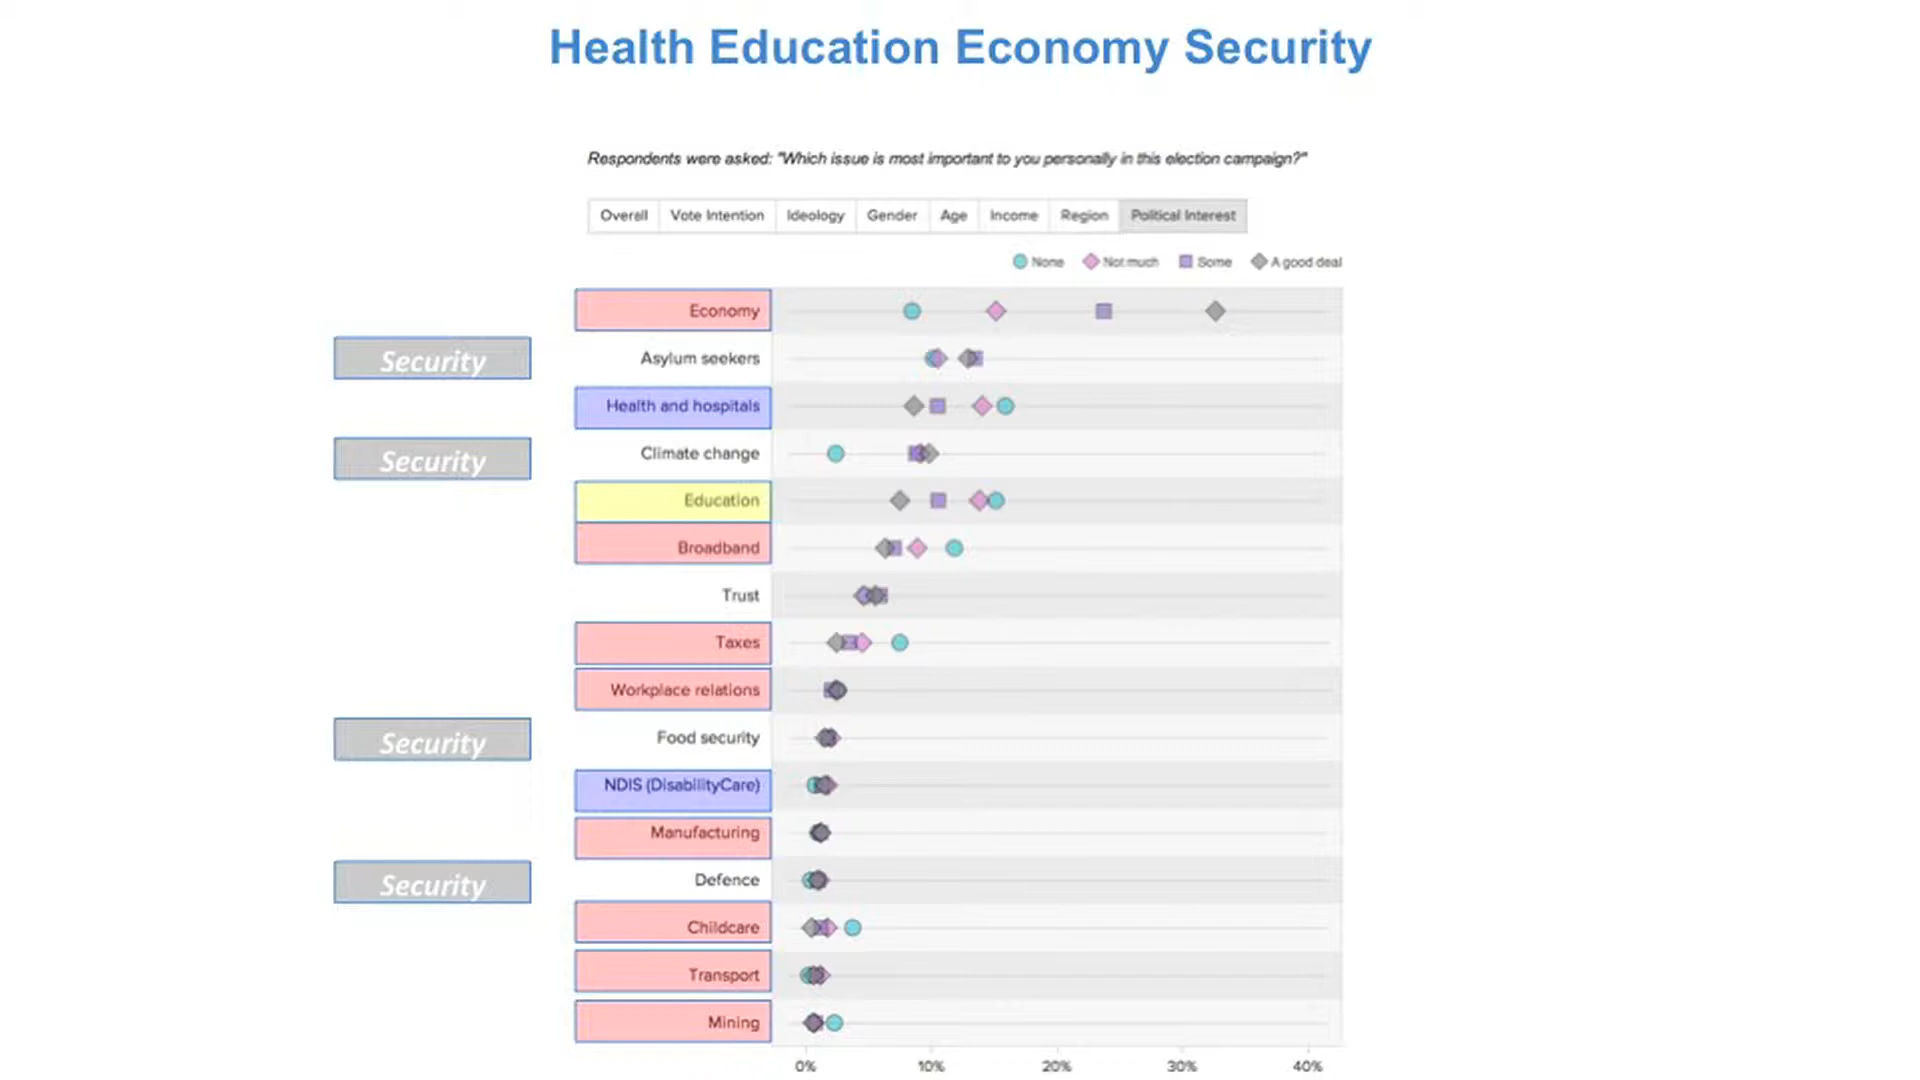 Health Education Economy Security
Respondents were asked: "Which issue is most important to you personally in this election campaign?"
Overall Vote Intention Ideology Gender Age Income Region Political Interest
None Not much Some A good deal
Economy
Security Asylum seekers
Health and hospitals
Security Climate change
Education
Broadband
Trust
Taxes
Workplace relations
Security Food security
NDIS (DisabilityCare)
Manufacturing
Security Defence
Childcare
Transport
Mining
0% 10% 20% 30% 40%